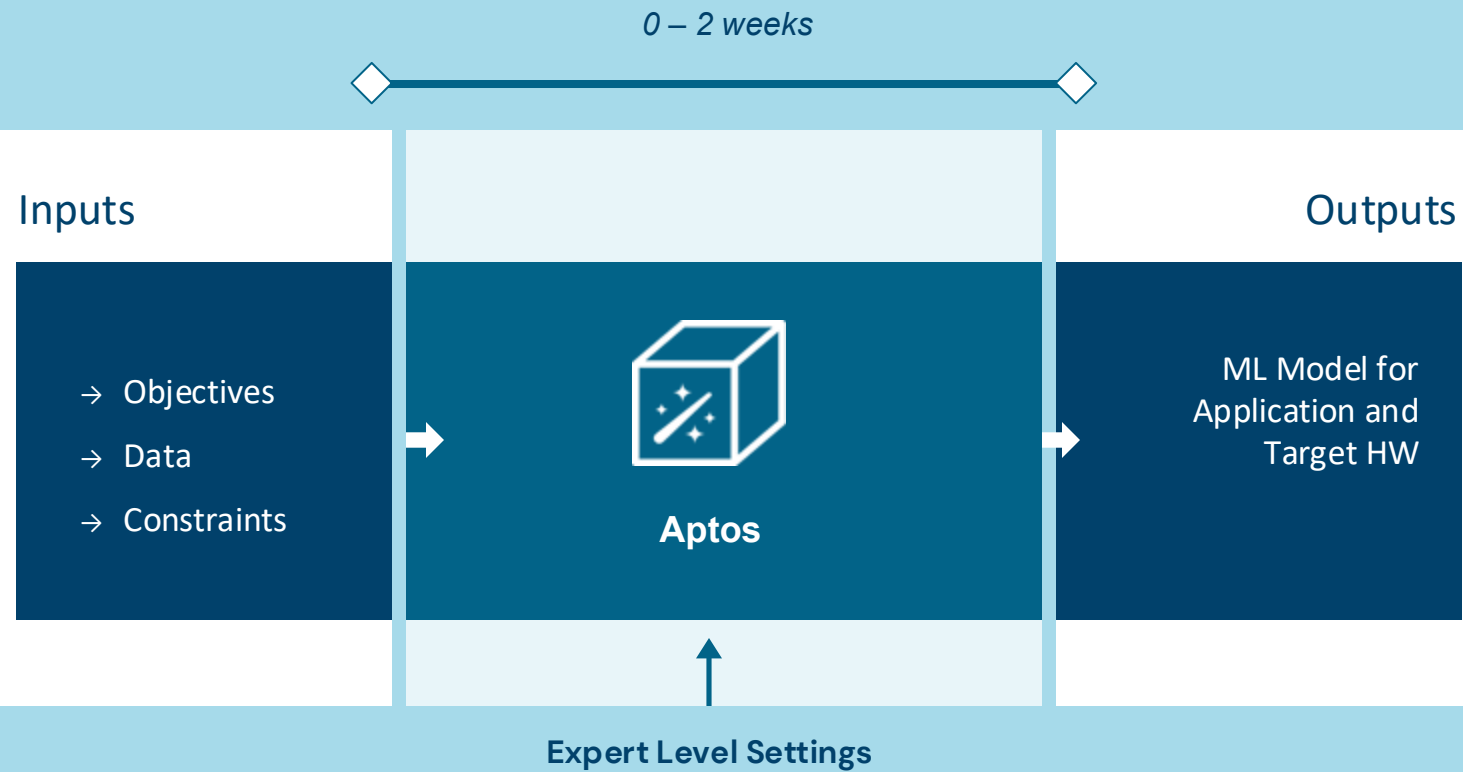 0 – 2 weeks
Inputs
Outputs
→ Objectives
→ Data
→ Constraints
Aptos
ML Model for
Application and
Target HW
Expert Level Settings